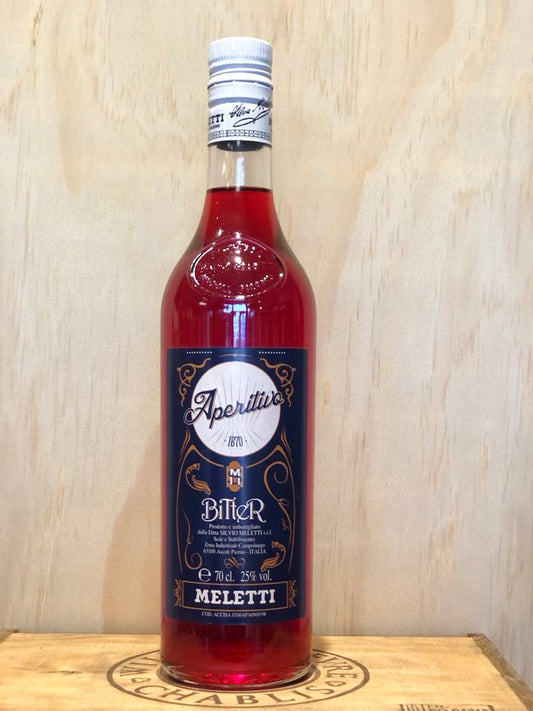 LETTI
Aperitivo
· 1870 ·
M
BiTTeR
Prodotto e imbottigliato
dalla Ditta SILVIO MELETTI s.r.l.
Sede e Stabilimento
Zona Industriale Campolungo
63100 Ascoli Piceno - ITALIA
℮ 70 cl. 25% vol.
MELETTI
CHABLIS